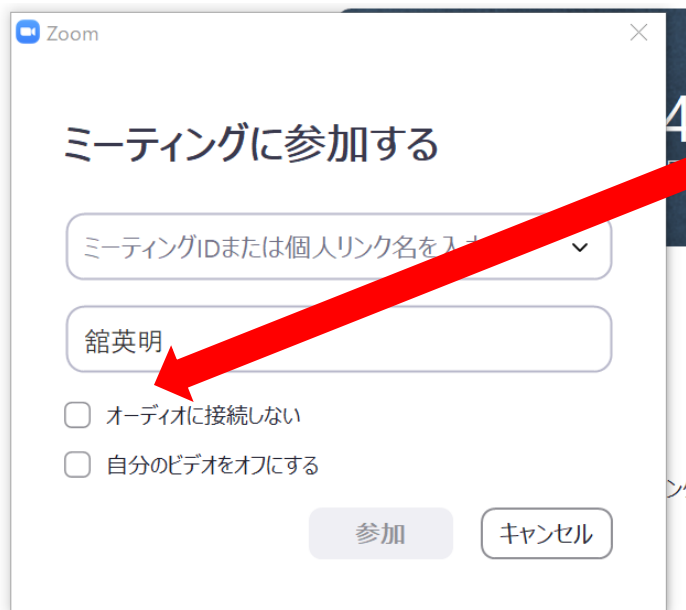 Zoom
ミーティングに参加する
ミーティングIDまたは個人リンク名を入
舘英明
オーディオに接続しない
自分のビデオをオフにする
参加
キャンセル
4